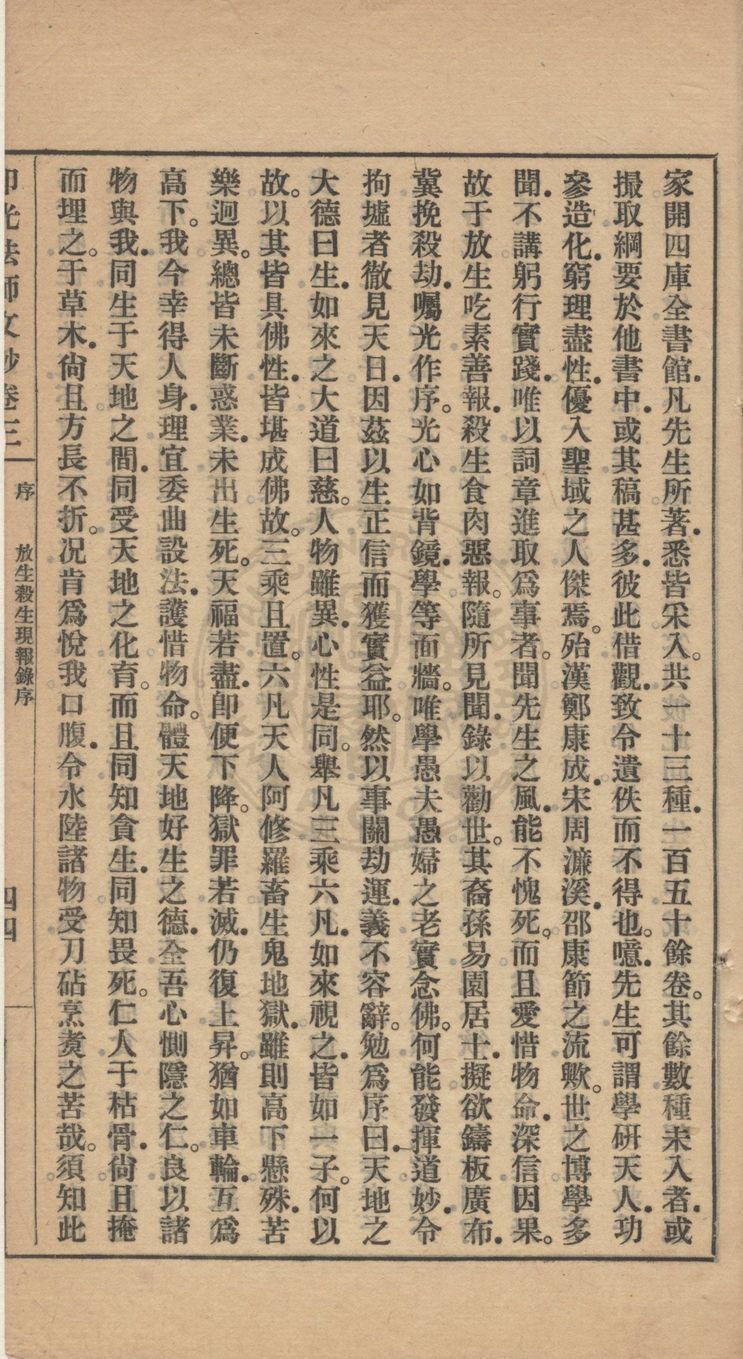 家開四庫全書館。凡先生所著。悉皆采入。共一十三種。一百五十餘卷。其餘數種未入者。或
撮取綱要於他書中。或其稿甚多。彼此借觀。致令遺佚而不得也。噫。先生可謂學研天人。功
參造化。窮理盡性。優入聖域之人傑焉。殆漢鄭康成。宋周濂溪。邵康節之流歟。世之博學多
聞。不講躬行實踐。唯以詞章進取爲事者。聞先生之風。能不愧死。而且愛惜物命。深信因果。
故于放生吃素善報。殺生食肉惡報。隨所見聞。錄以勸世。其裔孫易園居士。擬欲鑄板廣布。
冀挽殺劫。囑光作序。光心如背鏡。學等面牆。唯學愚夫愚婦之老實念佛。何能發揮道妙。令
拘墟者徹見天日。因茲以生正信而獲實益耶。然以事關劫運。義不容辭。勉爲序曰。天地之
大德曰生。如來之大道曰慈。人物雖異。心性是同。舉凡三乘六凡。如來視之。皆如一子。何以
故。以其皆具佛性。皆堪成佛故。三乘且置。六凡天人阿修羅畜生鬼地獄。雖則高下懸殊。苦
樂迥異。總皆未斷惑業。未出生死。天福若盡。卽便下降。獄罪若滅。仍復上昇。猶如車輪。互爲
高下。我今幸得人身。理宜委曲設法。護惜物命。體天地好生之德。全吾心惻隱之仁。良以諸
物與我。同生于天地之間。同受天地之化育。而且同知貪生。同知畏死。仁人于枯骨。尙且掩
而埋之。于草木。尙且方長不折。况肯爲悅我口腹。令水陸諸物受刀砧烹煑之苦哉。須知此
印光法師文鈔卷三 序 放生殺生現報錄序 四四